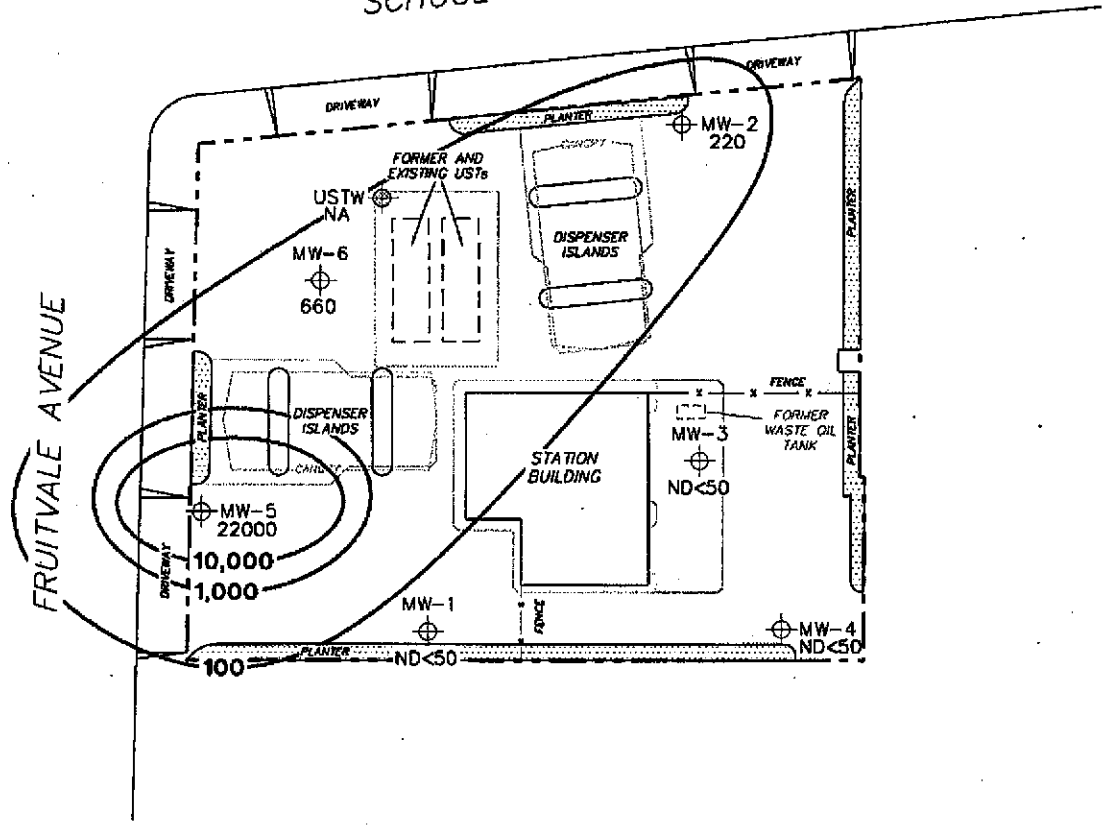 SCHOOL
DRIVEWAY
DRIVEWAY
PLANTER
MW-2
220
FORMER AND
EXISTING USTs
CANOPY
USTW
NA
DISPENSER
ISLANDS
PLANTER
MW-6
660
DRIVEWAY
FRUITVALE AVENUE
PLANTER
DISPENSER
ISLANDS
CANOPY
FENCE
FORMER
WASTE OIL
TANK
MW-3
ND<50
STATION
BUILDING
PLANTER
MW-5
22000
10,000
1,000
DRIVEWAY
MW-1
ND<50
FENCE
MW-4
ND<50
100
PLANTER